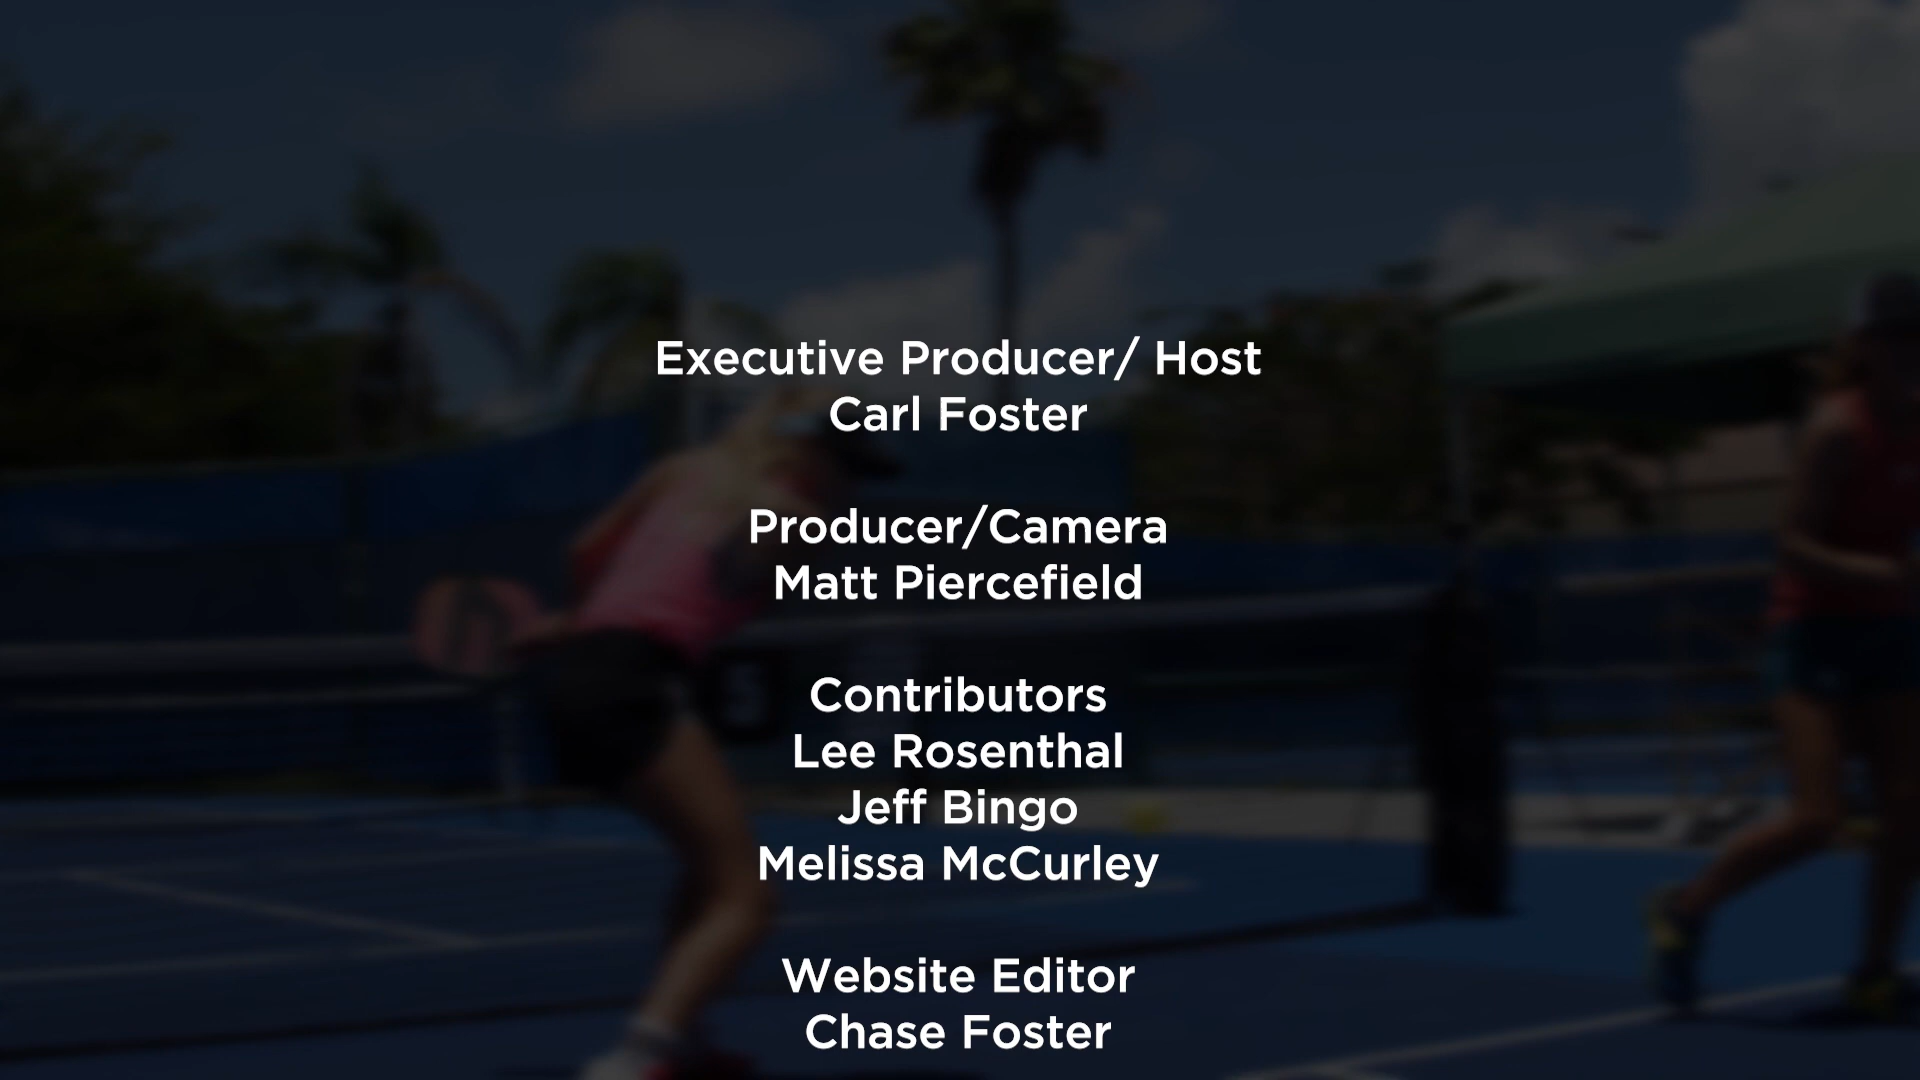 Executive Producer/ Host
Carl Foster
Producer/Camera
Matt Piercefield
Contributors
Lee Rosenthal
Jeff Bingo
Melissa McCurley
Website Editor
Chase Foster